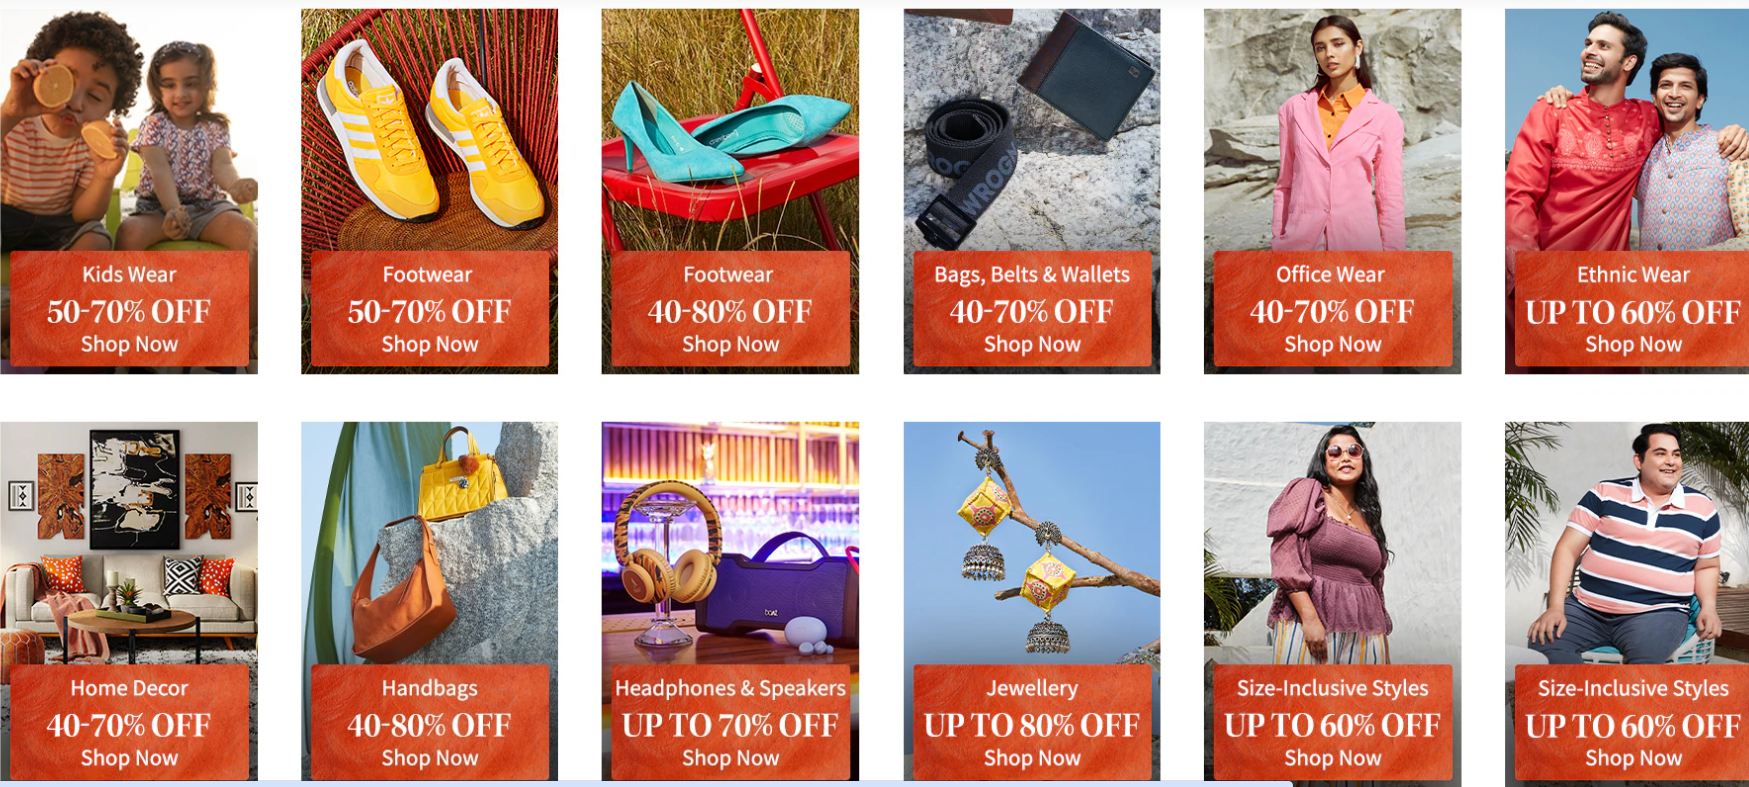 WROGN
Kids Wear
50-70% OFF
Shop Now
Footwear
50-70% OFF
Shop Now
Footwear
40-80% OFF
Shop Now
Bags, Belts & Wallets
40-70% OFF
Shop Now
Office Wear
40-70% OFF
Shop Now
Ethnic Wear
UP TO 60% OFF
Shop Now
boAt
Home Decor
40-70% OFF
Shop Now
Handbags
40-80% OFF
Shop Now
Headphones & Speakers
UP TO 70% OFF
Shop Now
Jewellery
UP TO 80% OFF
Shop Now
Size-Inclusive Styles
UP TO 60% OFF
Shop Now
Size-Inclusive Styles
UP TO 60% OFF
Shop Now